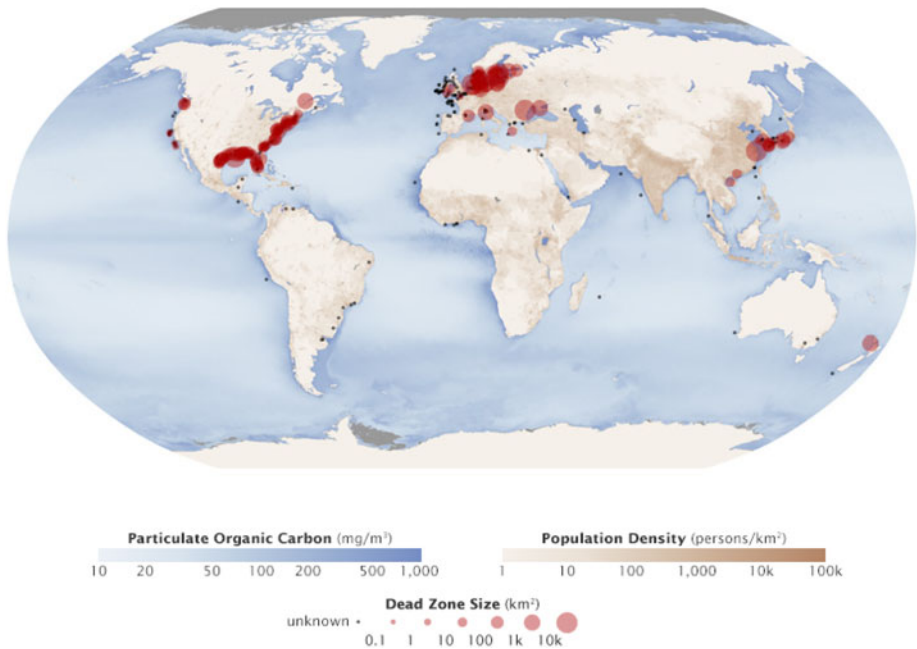 Particulate Organic Carbon (mg/m³)
10 20 50 100 200 500 1,000
Population Density (persons/km²)
1 10 100 1,000 10k 100k
Dead Zone Size (km²)
unknown
0.1 1 10 100 1k 10k